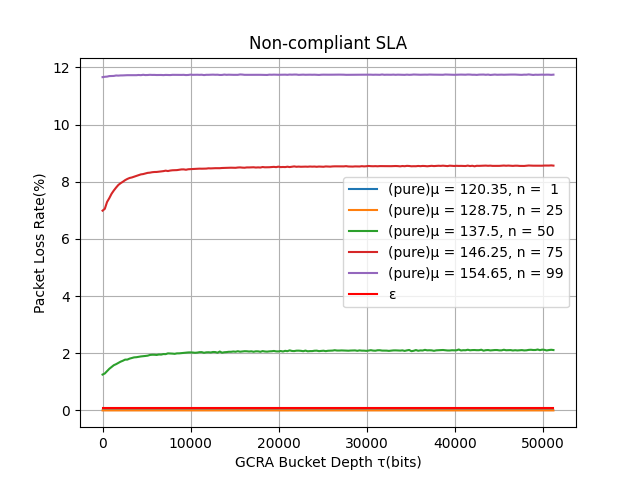 Non-compliant SLA
12
10
8
6
4
2
0
Packet Loss Rate(%)
(pure)μ = 120.35, n =  1
(pure)μ = 128.75, n = 25
(pure)μ = 137.5, n = 50
(pure)μ = 146.25, n = 75
(pure)μ = 154.65, n = 99
ε
0 10000 20000 30000 40000 50000
GCRA Bucket Depth τ(bits)